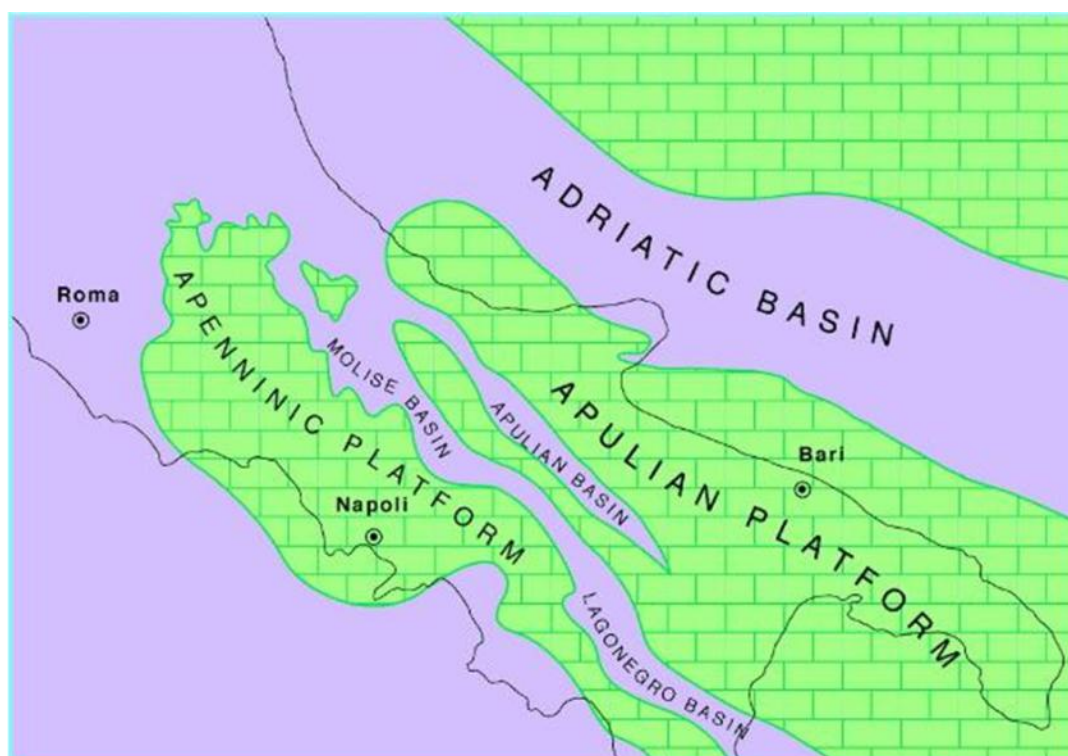 ADRIATIC BASIN
Roma
APENNINIC PLATFORM
MOLISE BASIN
APULIAN BASIN
APULIAN PLATFORM
Bari
Napoli
LAGONEGRO BASIN